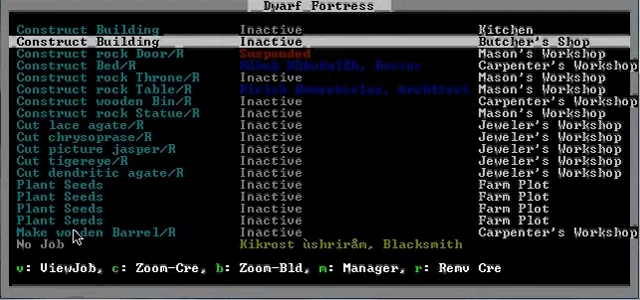 Dwarf Fortress
Construct Building Inactive Kitchen
Construct Building Inactive Butcher's Shop
Construct rock Door/R Suspended Mason's Workshop
Construct Bed/R Carpenter's Workshop
Construct rock Throne/R Inactive Mason's Workshop
Construct rock Table/R Architect Mason's Workshop
Construct wooden Bin/R Inactive Carpenter's Workshop
Construct rock Statue/R Inactive Mason's Workshop
Cut lace agate/R Inactive Jeweler's Workshop
Cut chrysoprase/R Inactive Jeweler's Workshop
Cut picture jasper/R Inactive Jeweler's Workshop
Cut tigereye/R Inactive Jeweler's Workshop
Cut dendritic agate/R Inactive Jeweler's Workshop
Plant Seeds Inactive Farm Plot
Plant Seeds Inactive Farm Plot
Plant Seeds Inactive Farm Plot
Plant Seeds Inactive Farm Plot
Make wooden Barrel/R Inactive Carpenter's Workshop
No Job Kikrost ùshriråm, Blacksmith
v: ViewJob, c: Zoom-Cre, b: Zoom-Bld, m: Manager, r: Remv Cre